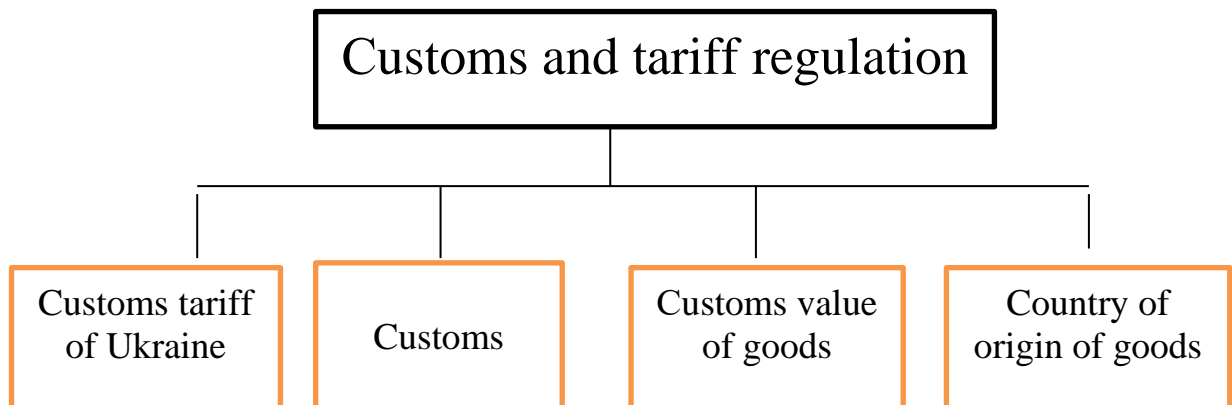 Customs and tariff regulation
Customs tariff
of Ukraine
Customs
Customs value
of goods
Country of
origin of goods